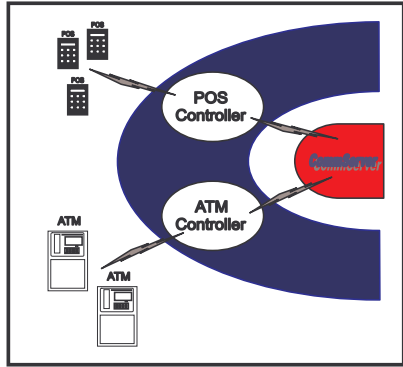 POS
POS
POS
POS
Controller
CommServer
ATM
Controller
ATM
ATM